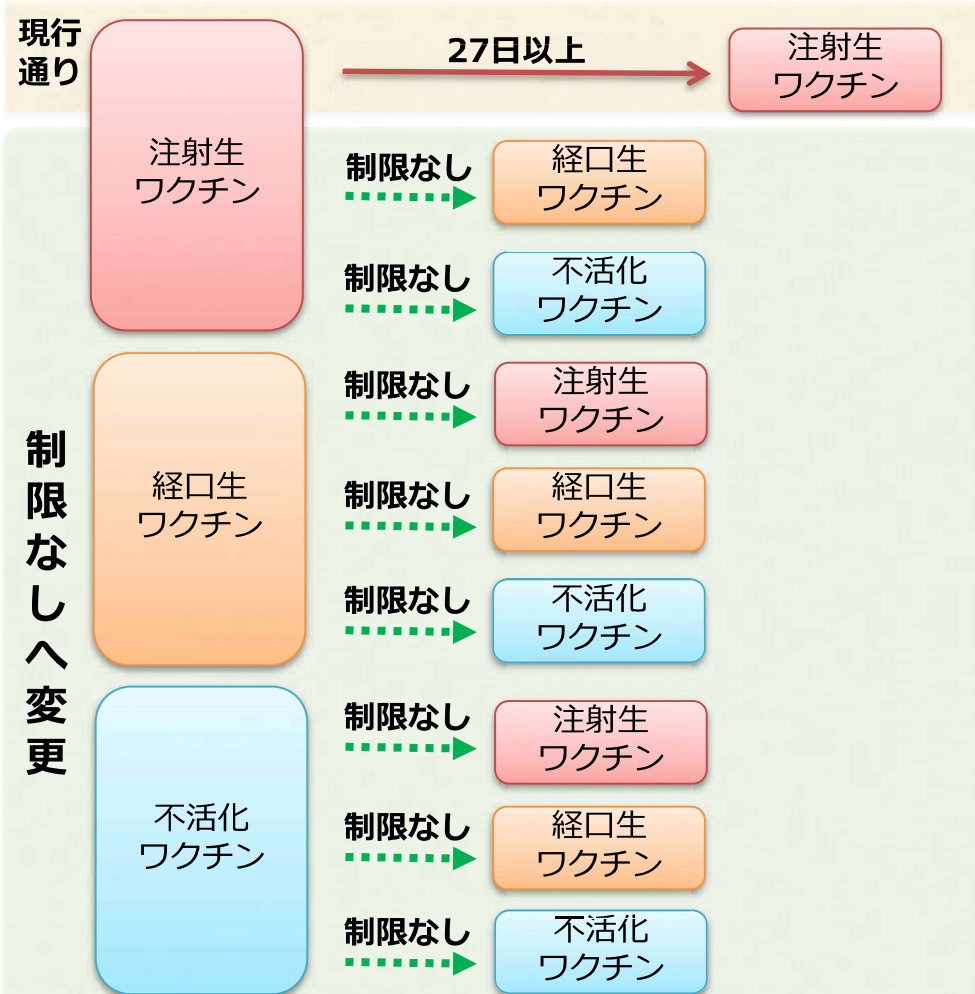 現行
通り
27日以上
注射生
ワクチン
注射生
ワクチン
制限なし
経口生
ワクチン
制限なし
不活化
ワクチン
制限なしへ変更
経口生
ワクチン
制限なし
注射生
ワクチン
制限なし
経口生
ワクチン
制限なし
不活化
ワクチン
不活化
ワクチン
制限なし
注射生
ワクチン
制限なし
経口生
ワクチン
制限なし
不活化
ワクチン